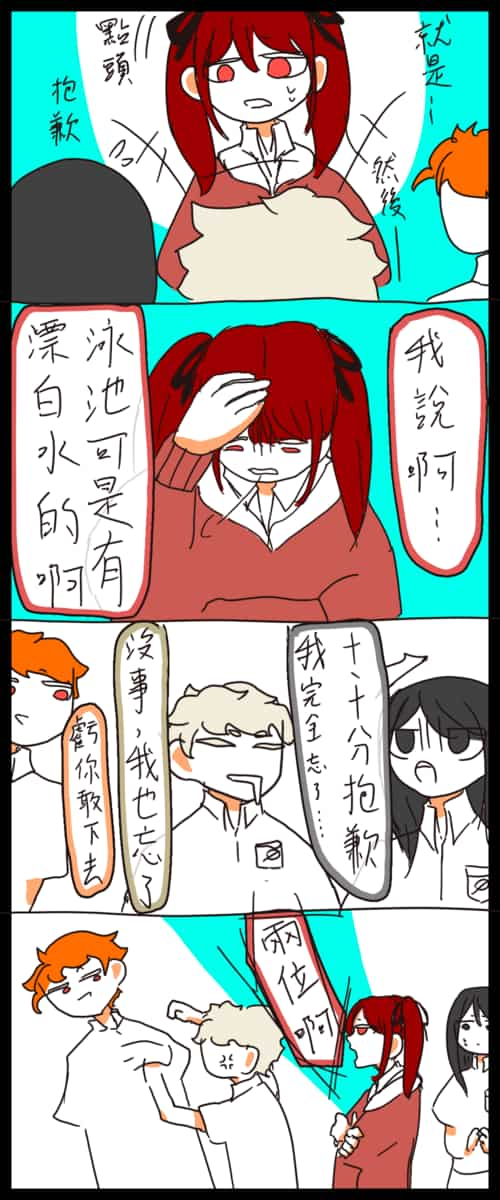 就是––
點頭
抱歉
然後––
我說啊…
泳池可是有
漂白水的啊
十、十分抱歉
我完全忘了…
沒事，我也忘了
虧你敢下去
兩位啊